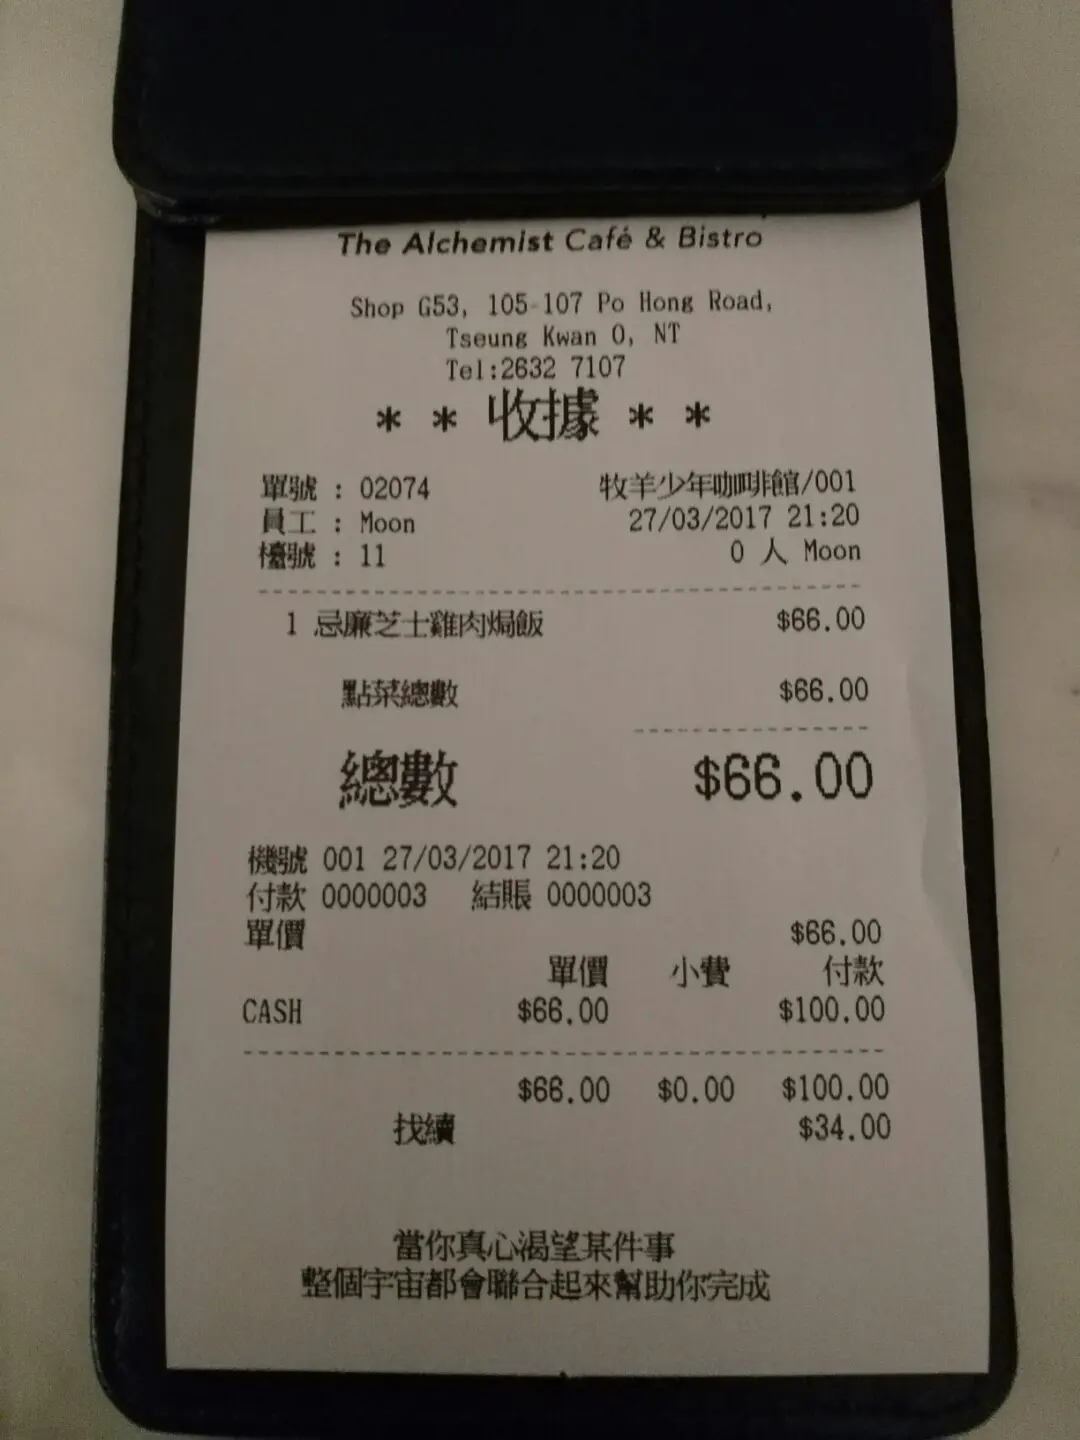 The Alchemist Café & Bistro
Shop G53, 105-107 Po Hong Road,
Tseung Kwan O, NT
Tel:2632 7107
* * 收據 * *
單號 : 02074 牧羊少年咖啡館/001
員工 : Moon 27/03/2017 21:20
檯號 : 11 0 人 Moon
1 忌廉芝士雞肉焗飯 $66.00
點菜總數 $66.00
總數 $66.00
機號 001 27/03/2017 21:20
付款 0000003 結賬 0000003
單價 $66.00
單價 小費 付款
CASH $66.00 $100.00
$66.00 $0.00 $100.00
找續 $34.00
當你真心渴望某件事
整個宇宙都會聯合起來幫助你完成